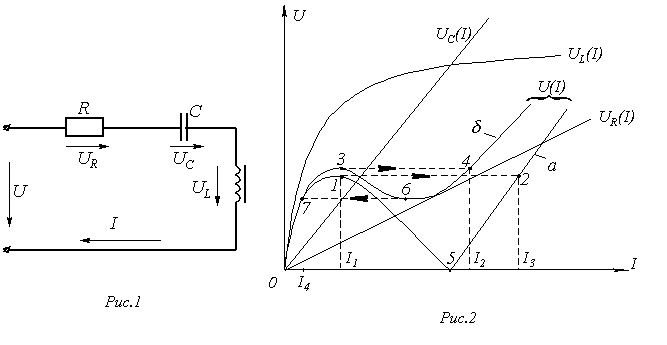 R
C
U_R
U_C
U_L
U
I
Рис.1
U
U_C(I)
U_L(I)
U(I)
U_R(I)
δ
a
3
4
1
2
7
6
5
0
I_4
I_1
I_2
I_3
I
Рис.2